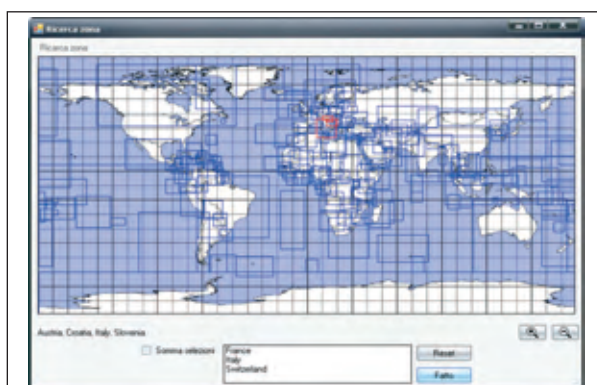 Ricerca zona
Ricerca zona
Austria, Croatia, Italy, Slovenia
Somma selezioni
France
Italy
Switzerland
Reset
Fatto